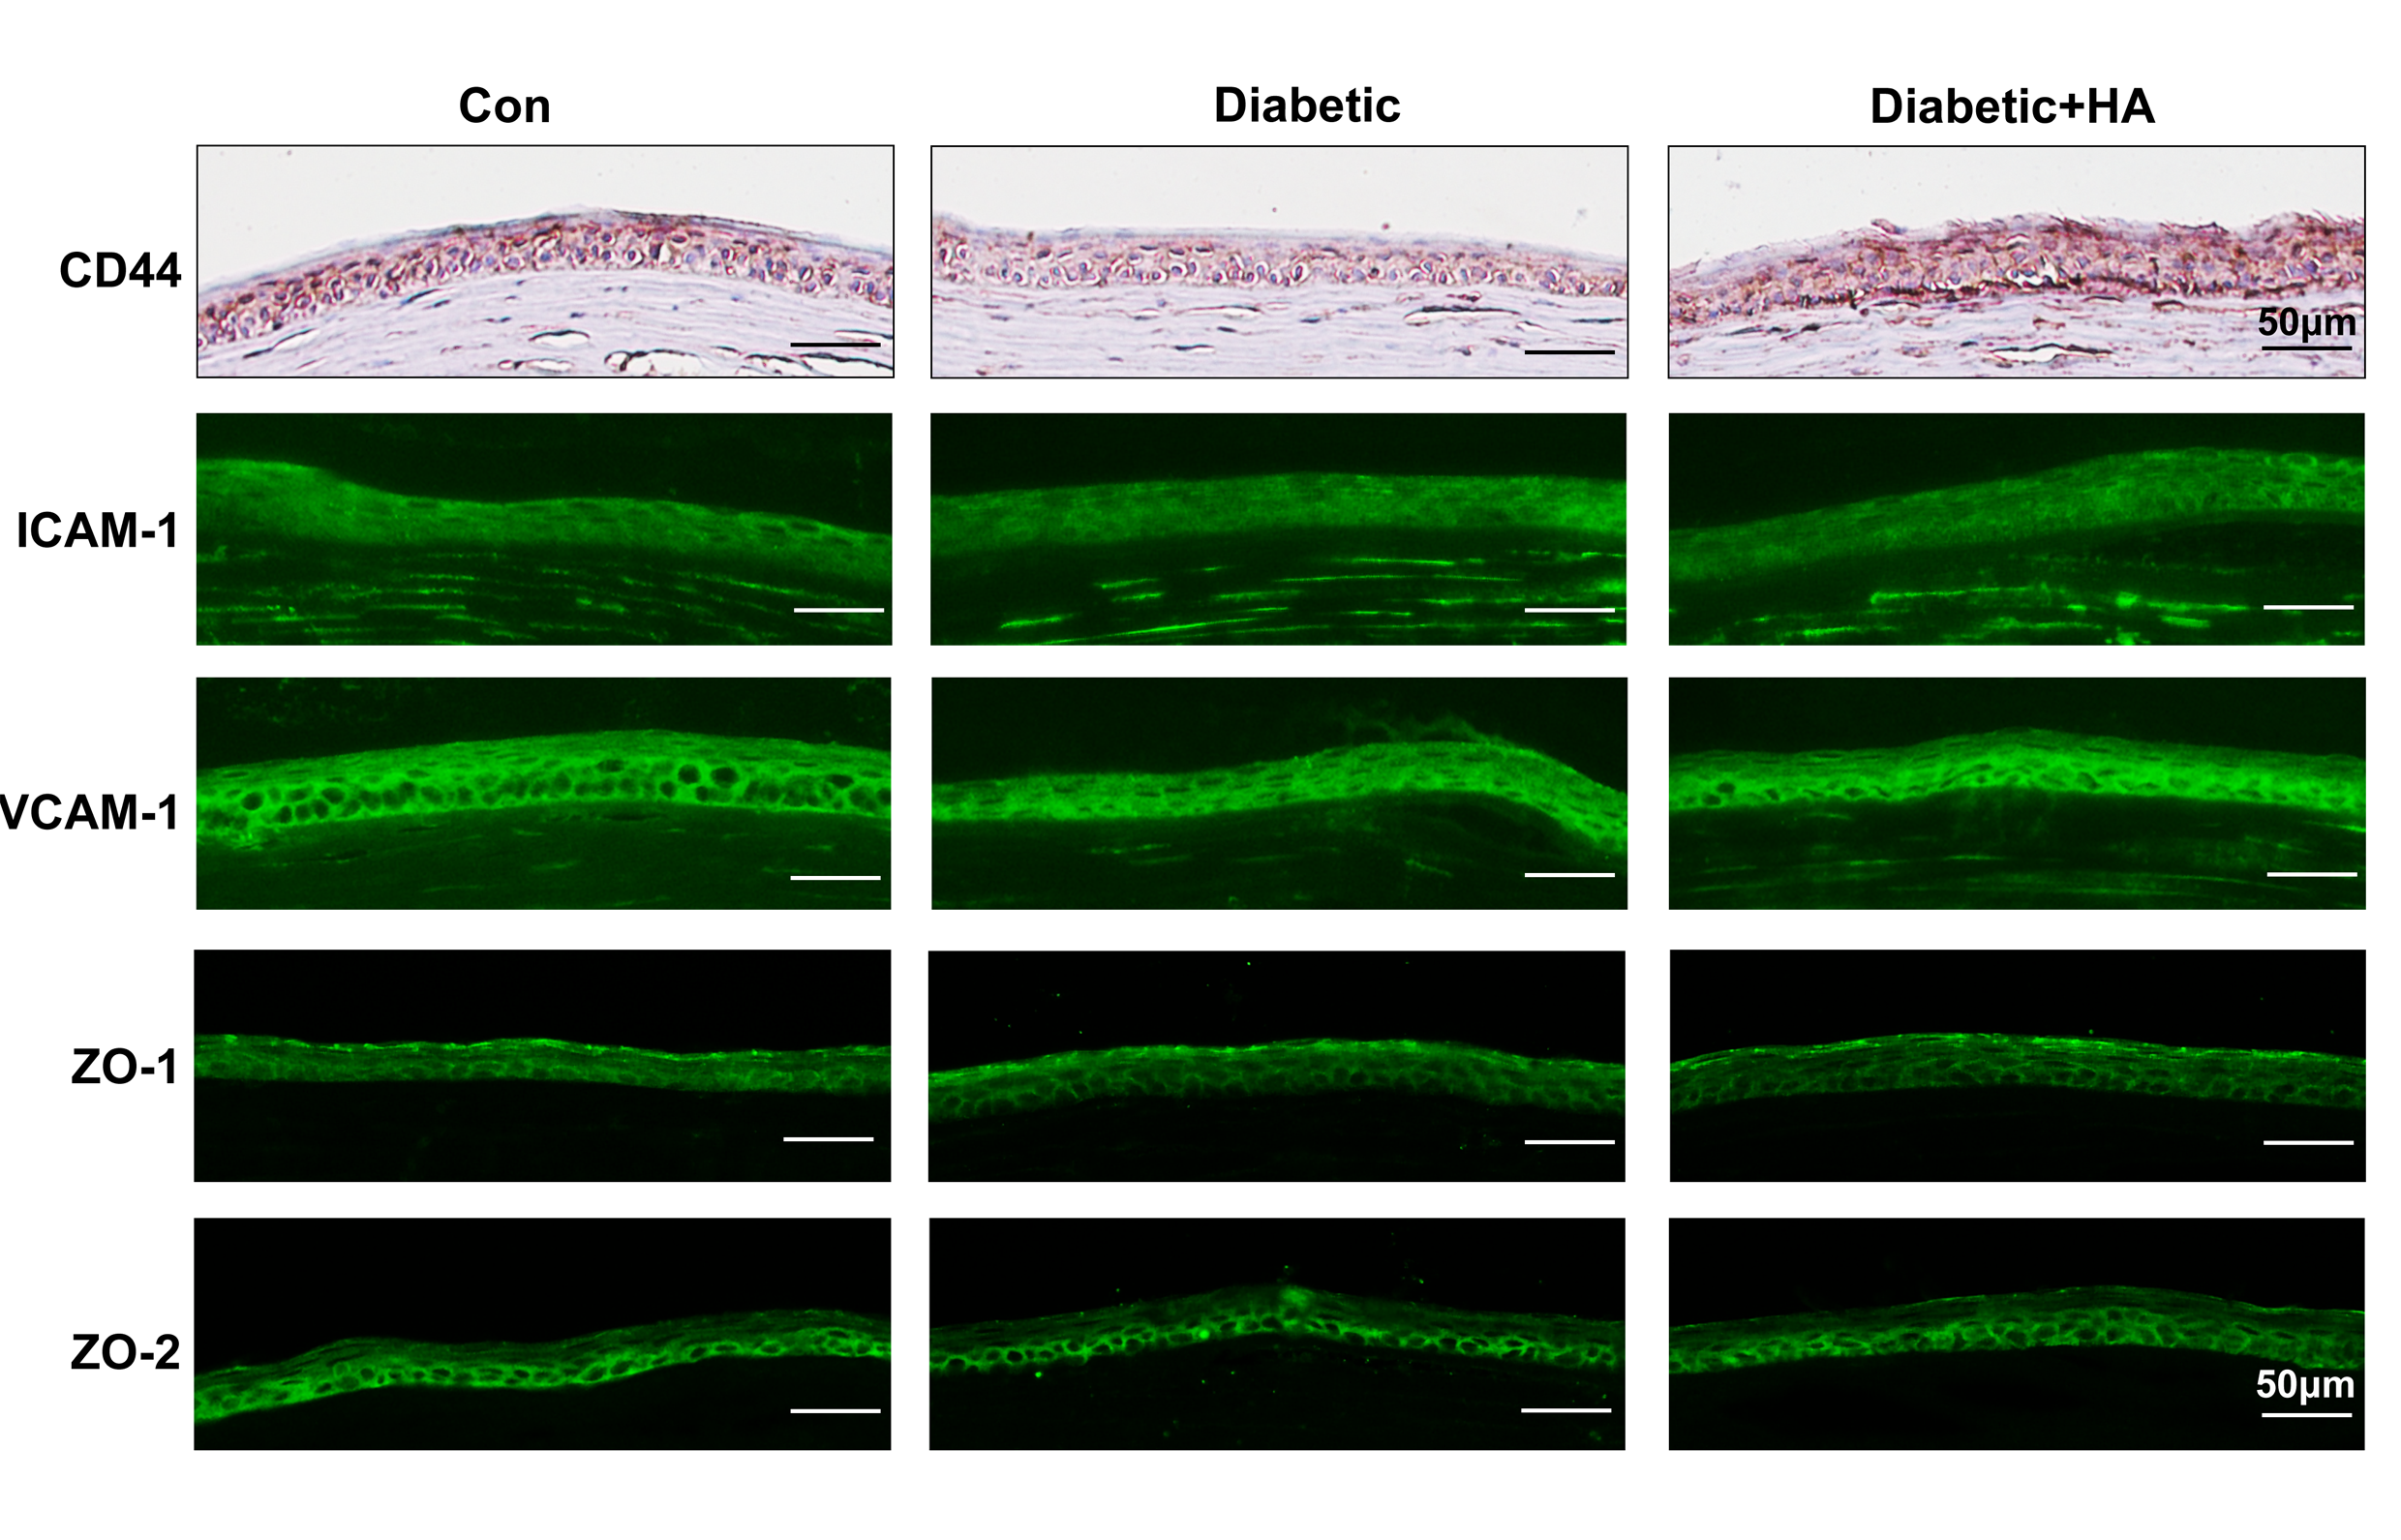 Con Diabetic Diabetic+HA
CD44
50μm
ICAM-1
VCAM-1
ZO-1
ZO-2
50μm